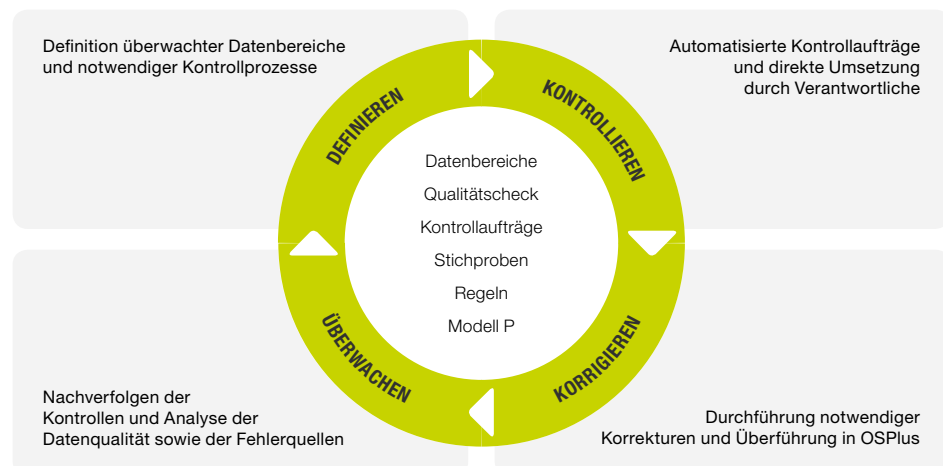 Definition überwachter Datenbereiche
und notwendiger Kontrollprozesse
Automatisierte Kontrollaufträge
und direkte Umsetzung
durch Verantwortliche
DEFINIEREN
KONTROLLIEREN
Datenbereiche
Qualitätscheck
Kontrollaufträge
Stichproben
Regeln
Modell P
ÜBERWACHEN
KORRIGIEREN
Nachverfolgen der
Kontrollen und Analyse der
Datenqualität sowie der Fehlerquellen
Durchführung notwendiger
Korrekturen und Überführung in OSPlus